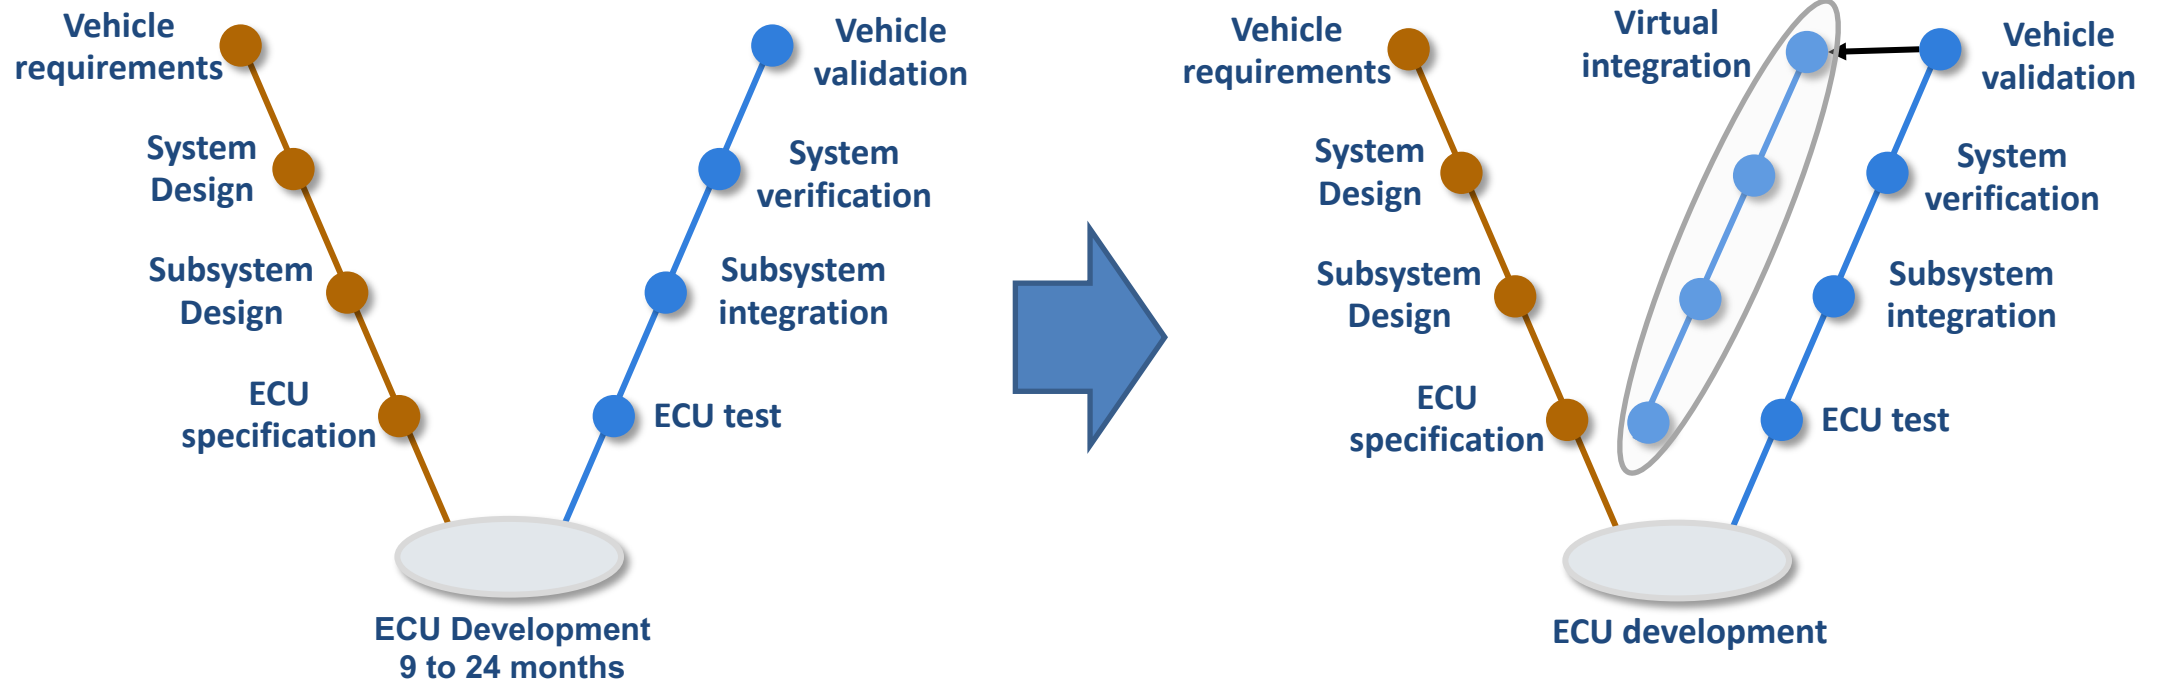 Vehicle
requirements
System
Design
Subsystem
Design
ECU
specification
Vehicle
validation
System
verification
Subsystem
integration
ECU test
ECU Development
9 to 24 months
Vehicle
requirements
System
Design
Subsystem
Design
ECU
specification
Virtual
integration
Vehicle
validation
System
verification
Subsystem
integration
ECU test
ECU development